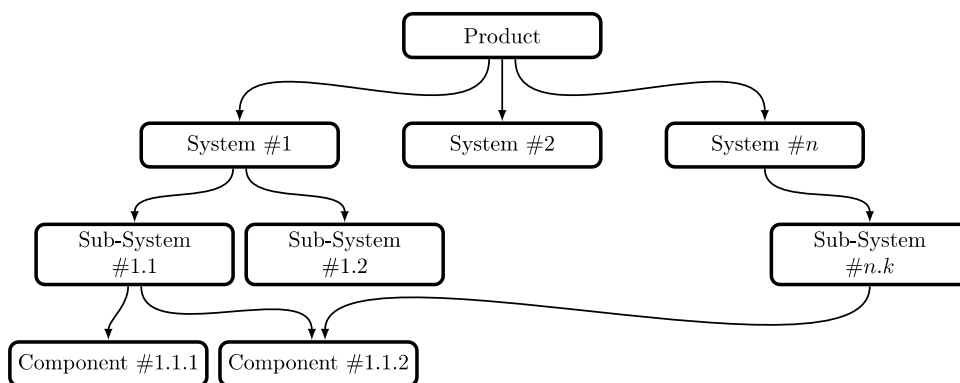 Product
System #1
System #2
System #n
Sub-System
#1.1
Sub-System
#1.2
Sub-System
#n.k
Component #1.1.1
Component #1.1.2